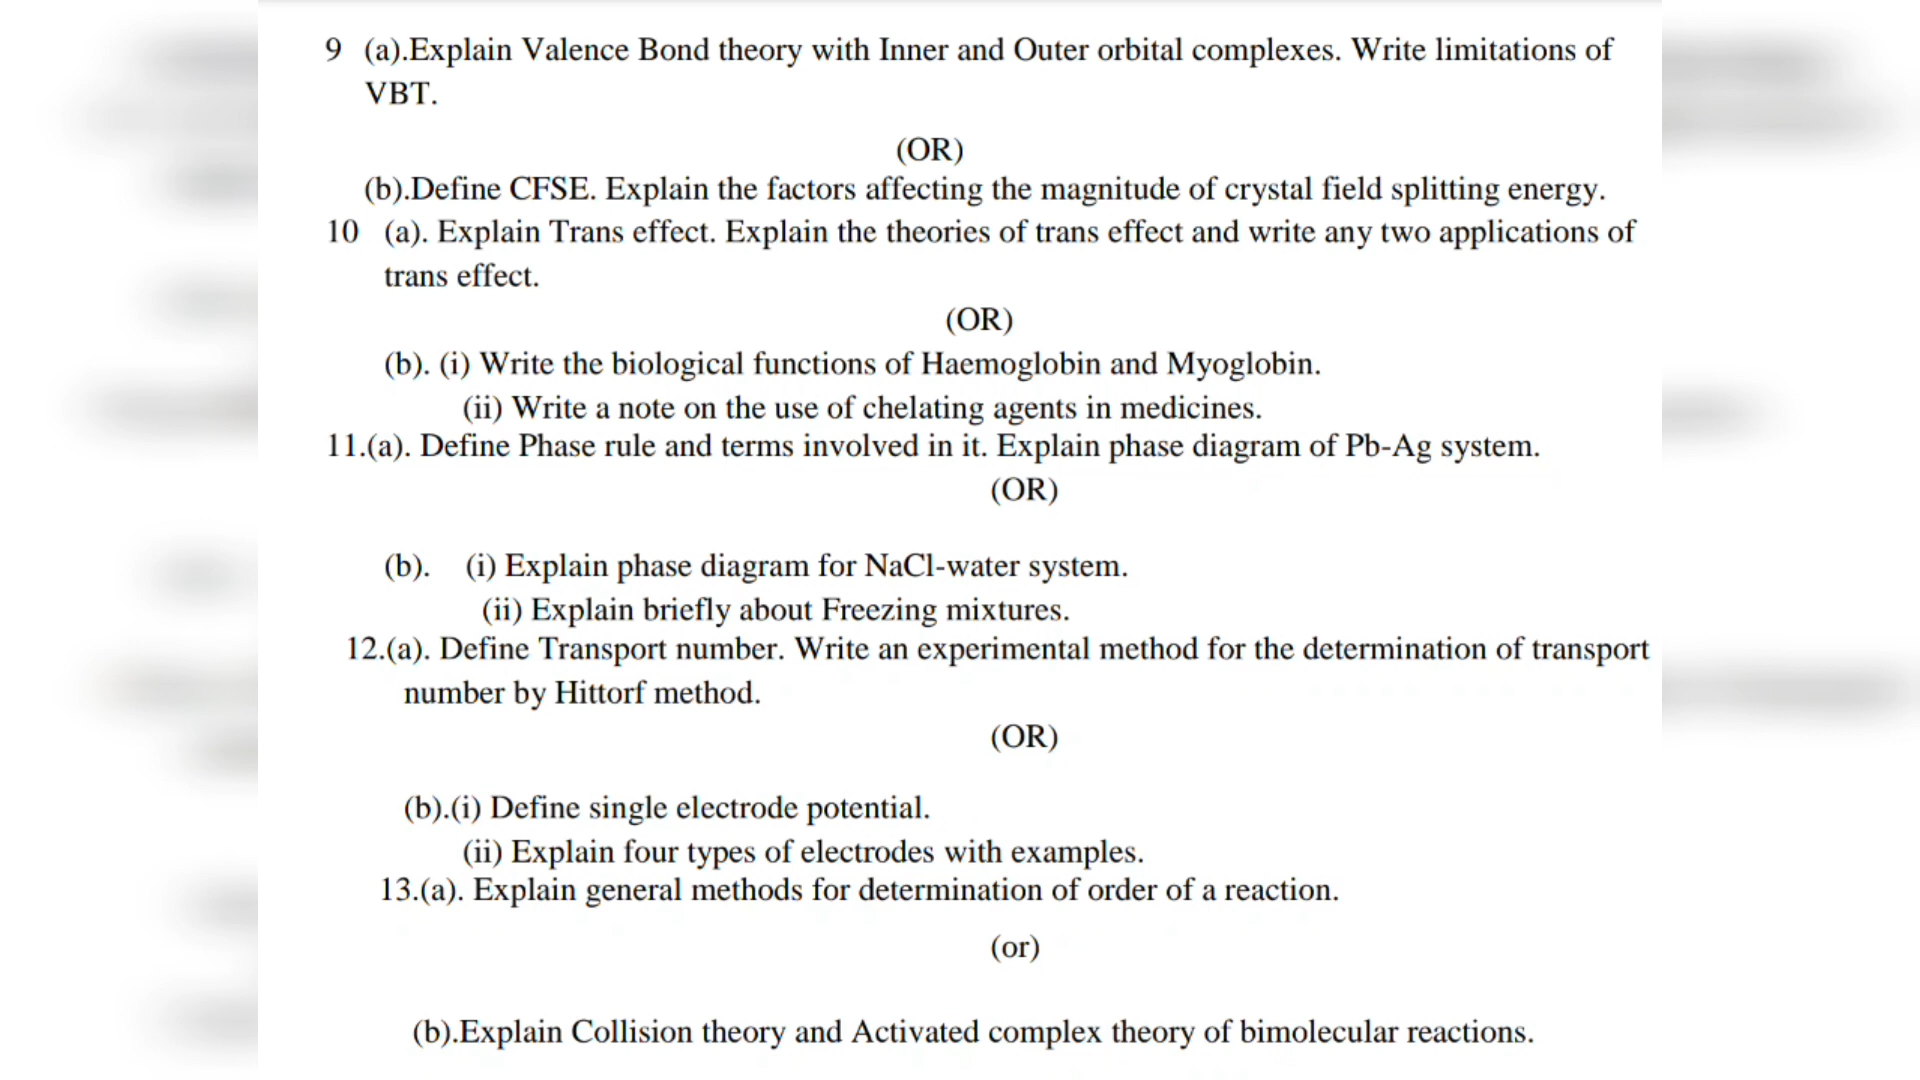 9 (a).Explain Valence Bond theory with Inner and Outer orbital complexes. Write limitations of
VBT.
(OR)
(b).Define CFSE. Explain the factors affecting the magnitude of crystal field splitting energy.
10 (a). Explain Trans effect. Explain the theories of trans effect and write any two applications of
trans effect.
(OR)
(b). (i) Write the biological functions of Haemoglobin and Myoglobin.
(ii) Write a note on the use of chelating agents in medicines.
11.(a). Define Phase rule and terms involved in it. Explain phase diagram of Pb-Ag system.
(OR)
(b). (i) Explain phase diagram for NaCl-water system.
(ii) Explain briefly about Freezing mixtures.
12.(a). Define Transport number. Write an experimental method for the determination of transport
number by Hittorf method.
(OR)
(b).(i) Define single electrode potential.
(ii) Explain four types of electrodes with examples.
13.(a). Explain general methods for determination of order of a reaction.
(or)
(b).Explain Collision theory and Activated complex theory of bimolecular reactions.